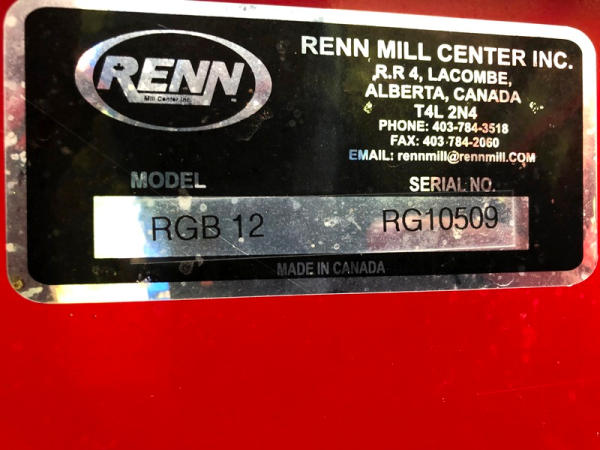 RENN
Mill Center Inc.
RENN MILL CENTER INC.
R.R 4, LACOMBE,
ALBERTA, CANADA
T4L 2N4
PHONE: 403-784-3518
FAX: 403-784-2060
EMAIL: rennmill@rennmill.COM
MODEL
SERIAL NO.
RGB 12
RG10509
MADE IN CANADA